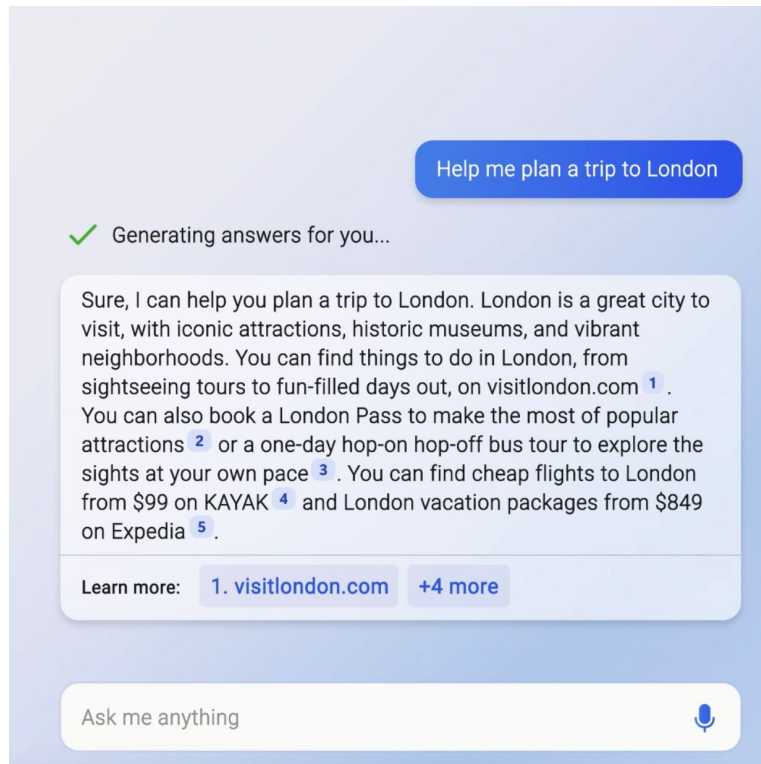 Help me plan a trip to London
Generating answers for you...
Sure, I can help you plan a trip to London. London is a great city to
visit, with iconic attractions, historic museums, and vibrant
neighborhoods. You can find things to do in London, from
sightseeing tours to fun-filled days out, on visitlondon.com 1 .
You can also book a London Pass to make the most of popular
attractions 2 or a one-day hop-on hop-off bus tour to explore the
sights at your own pace 3 . You can find cheap flights to London
from $99 on KAYAK 4 and London vacation packages from $849
on Expedia 5 .
Learn more: 1. visitlondon.com +4 more
Ask me anything